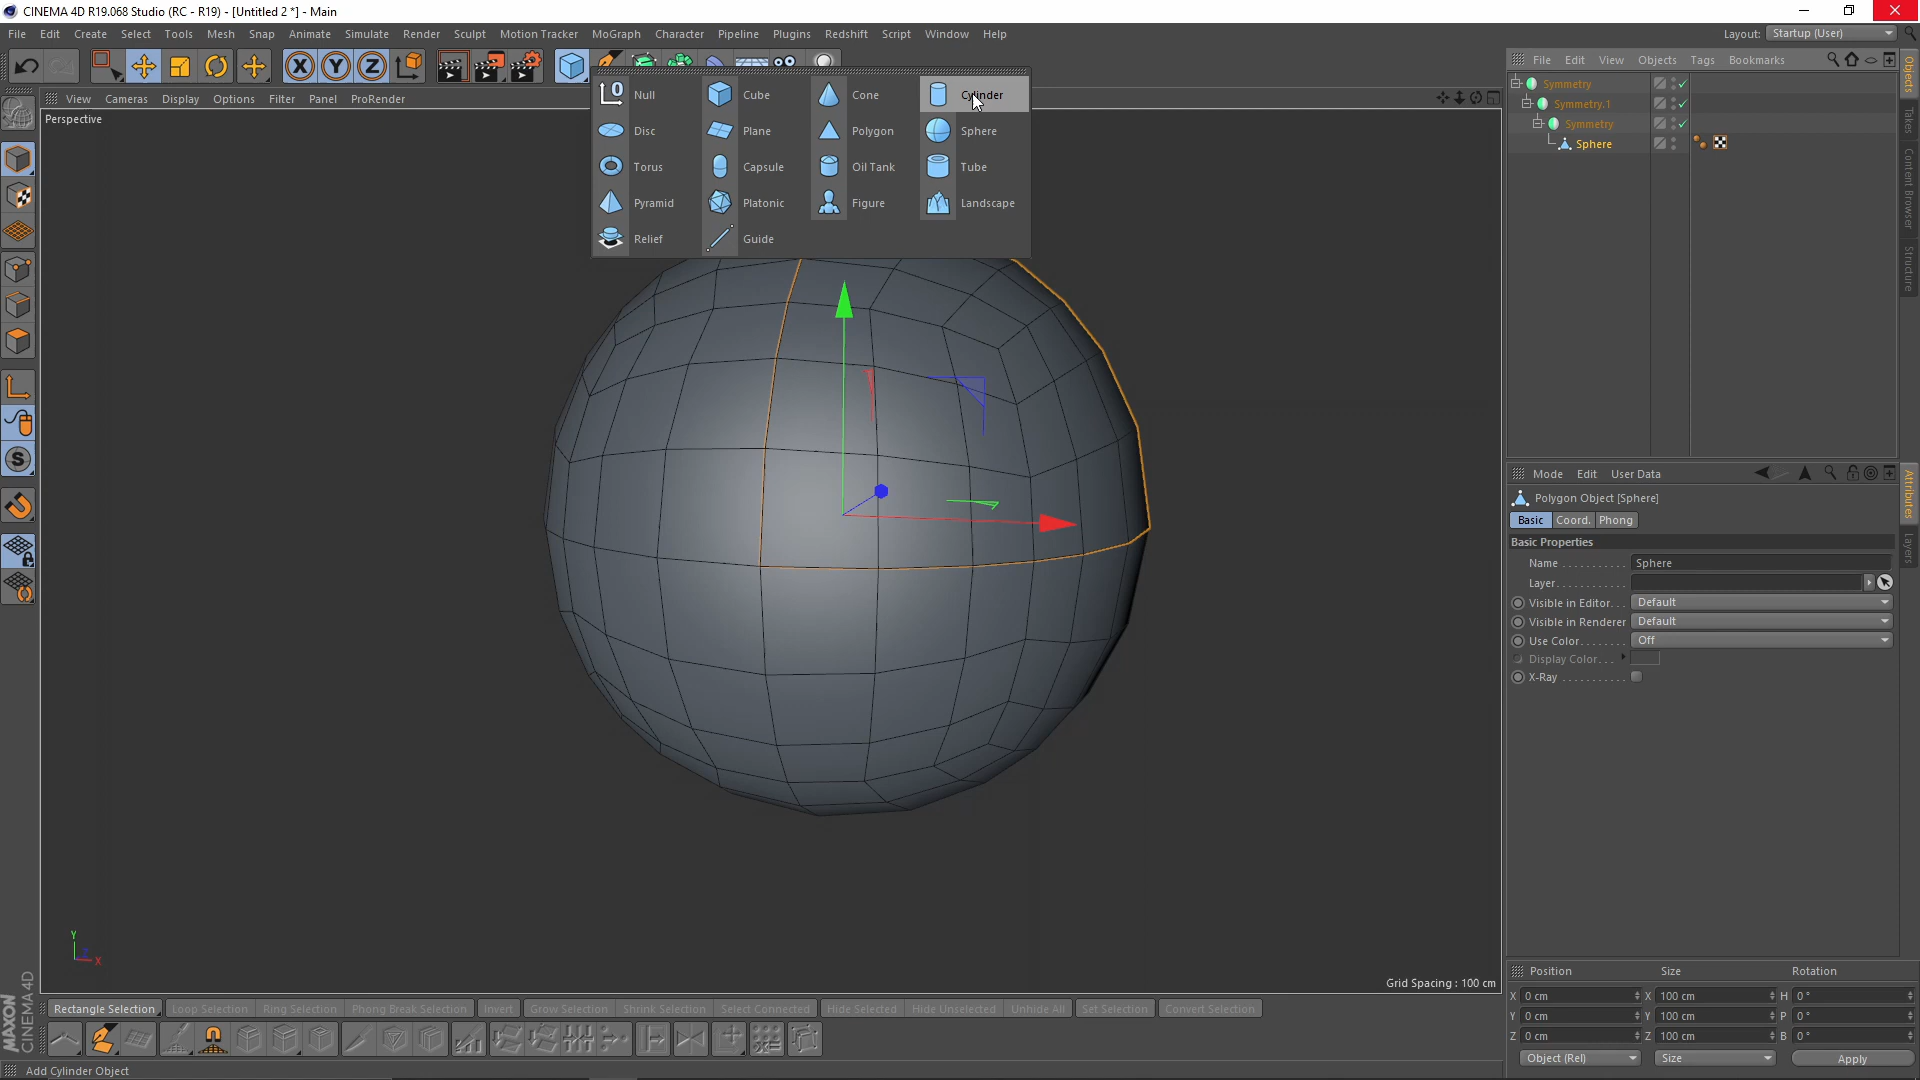 CINEMA 4D R19.068 Studio (RC - R19) - [Untitled 2 *] - Main
File Edit Create Select Tools Mesh Snap Animate Simulate Render Sculpt Motion Tracker MoGraph Character Pipeline Plugins Redshift Script Window Help
Layout: Startup (User)
X Y Z
File Edit View Objects Tags Bookmarks
View Cameras Display Options Filter Panel ProRender
Perspective
Null Cube Cone Cylinder
Disc Plane Polygon Sphere
Torus Capsule Oil Tank Tube
Pyramid Platonic Figure Landscape
Relief Guide
Symmetry
Symmetry.1
Symmetry
Sphere
Objects
Takes
Content Browser
Structure
Mode Edit User Data
Polygon Object [Sphere]
Basic Coord. Phong
Basic Properties
Name Sphere
Layer
Visible in Editor Default
Visible in Renderer Default
Use Color Off
Display Color
X-Ray
Attributes
Layers
S
Y
X
Grid Spacing : 100 cm
MAXON
CINEMA 4D
Rectangle Selection Loop Selection Ring Selection Phong Break Selection Invert Grow Selection Shrink Selection Select Connected Hide Selected Hide Unselected Unhide All Set Selection Convert Selection
Position Size Rotation
X 0 cm X 100 cm H 0 °
Y 0 cm Y 100 cm P 0 °
Z 0 cm Z 100 cm B 0 °
Object (Rel) Size Apply
Add Cylinder Object